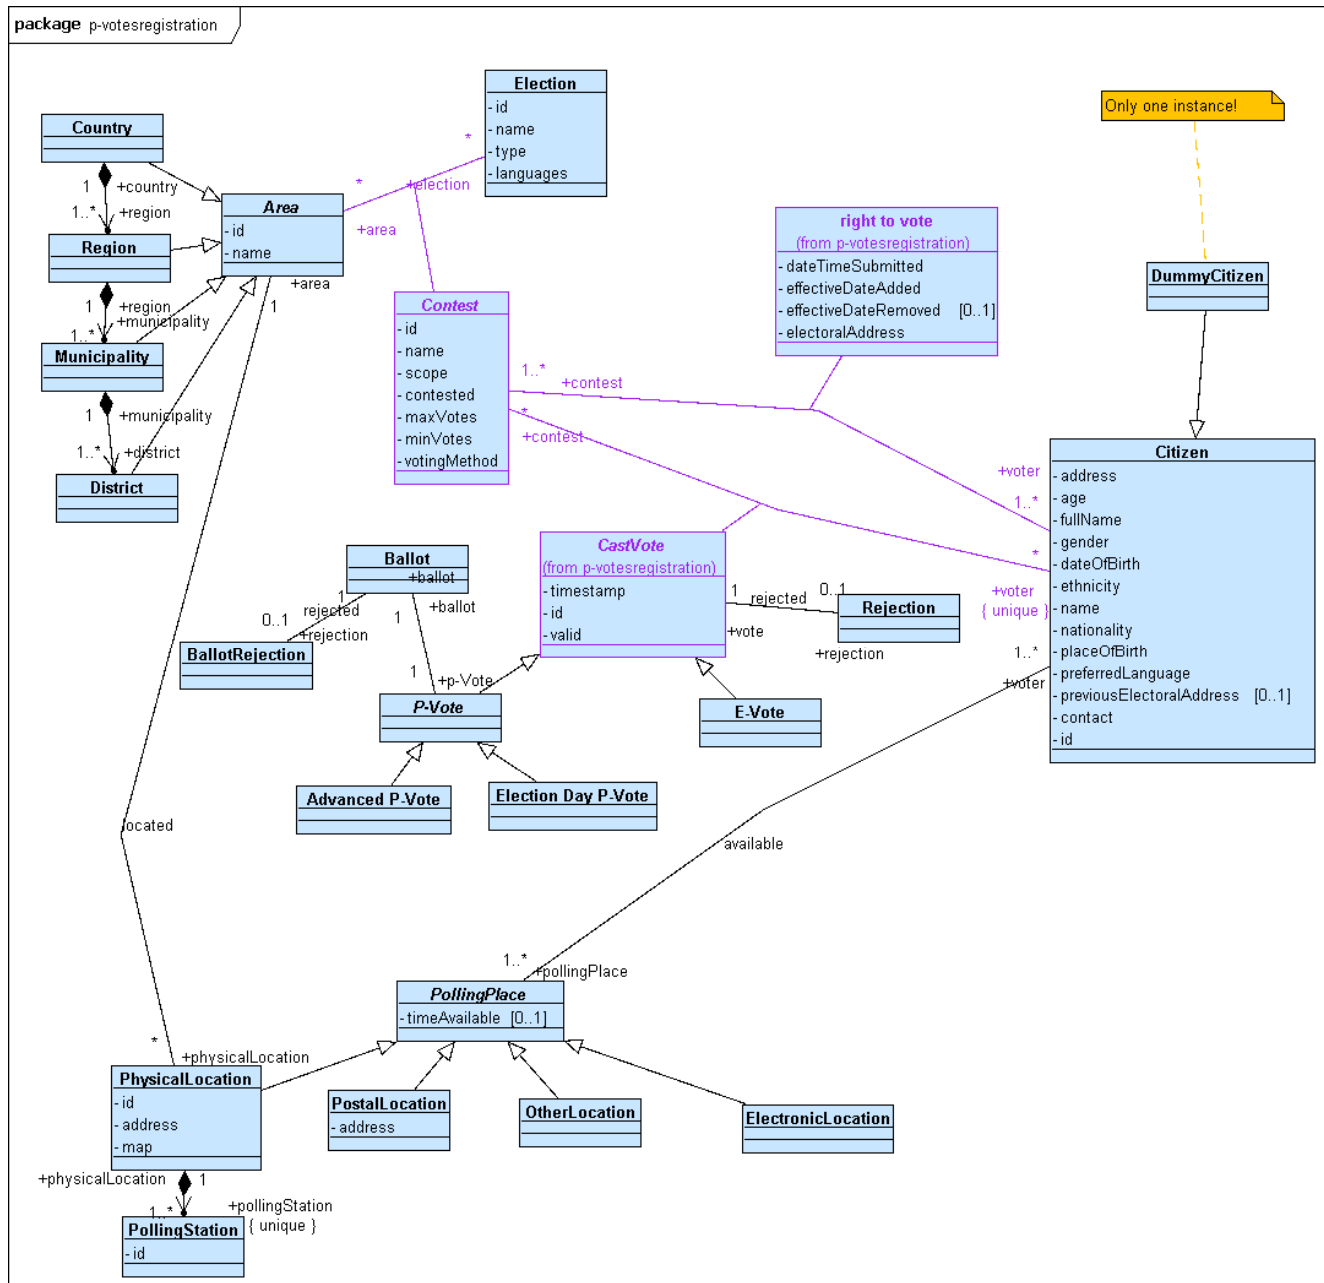 package p-votesregistration
Election
- id
- name
- type
- languages
Only one instance!
Country
1
+country
1..*
+region
Area
- id
- name
*
*
+election
+area
Region
1
+region
1..*
+municipality
+area
1
right to vote
(from p-votesregistration)
- dateTimeSubmitted
- effectiveDateAdded
- effectiveDateRemoved [0..1]
- electoralAddress
DummyCitizen
Contest
- id
- name
- scope
- contested
- maxVotes
- minVotes
- votingMethod
Municipality
1
+municipality
1..*
+district
District
1..*
+contest
*
+contest
+voter
1..*
*
+voter
{ unique }
1..*
+voter
Citizen
- address
- age
- fullName
- gender
- dateOfBirth
- ethnicity
- name
- nationality
- placeOfBirth
- preferredLanguage
- previousElectoralAddress [0..1]
- contact
- id
CastVote
(from p-votesregistration)
- timestamp
- id
- valid
1
rejected
0..1
+vote
+rejection
Rejection
Ballot
+ballot
1
rejected
0..1
+rejection
BallotRejection
+ballot
1
1
+p-Vote
P-Vote
E-Vote
Advanced P-Vote
Election Day P-Vote
located
available
1..*
+pollingPlace
PollingPlace
- timeAvailable [0..1]
*
+physicalLocation
PhysicalLocation
- id
- address
- map
PostalLocation
- address
OtherLocation
ElectronicLocation
+physicalLocation
1
1..*
+pollingStation
{ unique }
PollingStation
- id